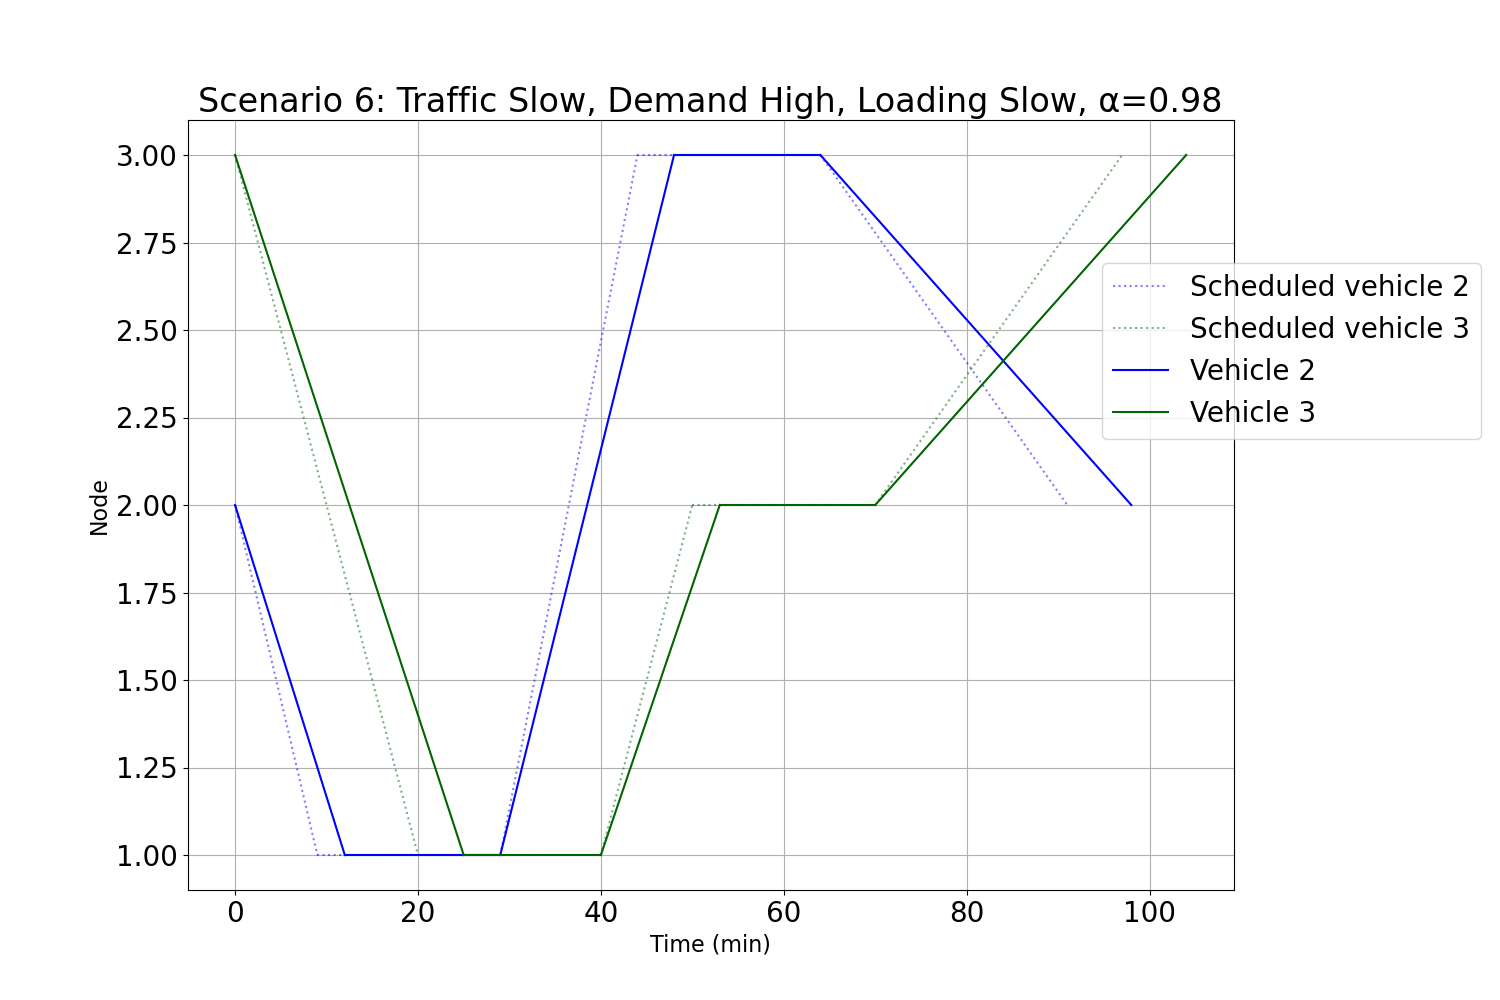 Scenario 6: Traffic Slow, Demand High, Loading Slow, α=0.98
3.00
2.75
2.50
2.25
2.00
1.75
1.50
1.25
1.00
Node
0 20 40 60 80 100
Time (min)
Scheduled vehicle 2
Scheduled vehicle 3
Vehicle 2
Vehicle 3